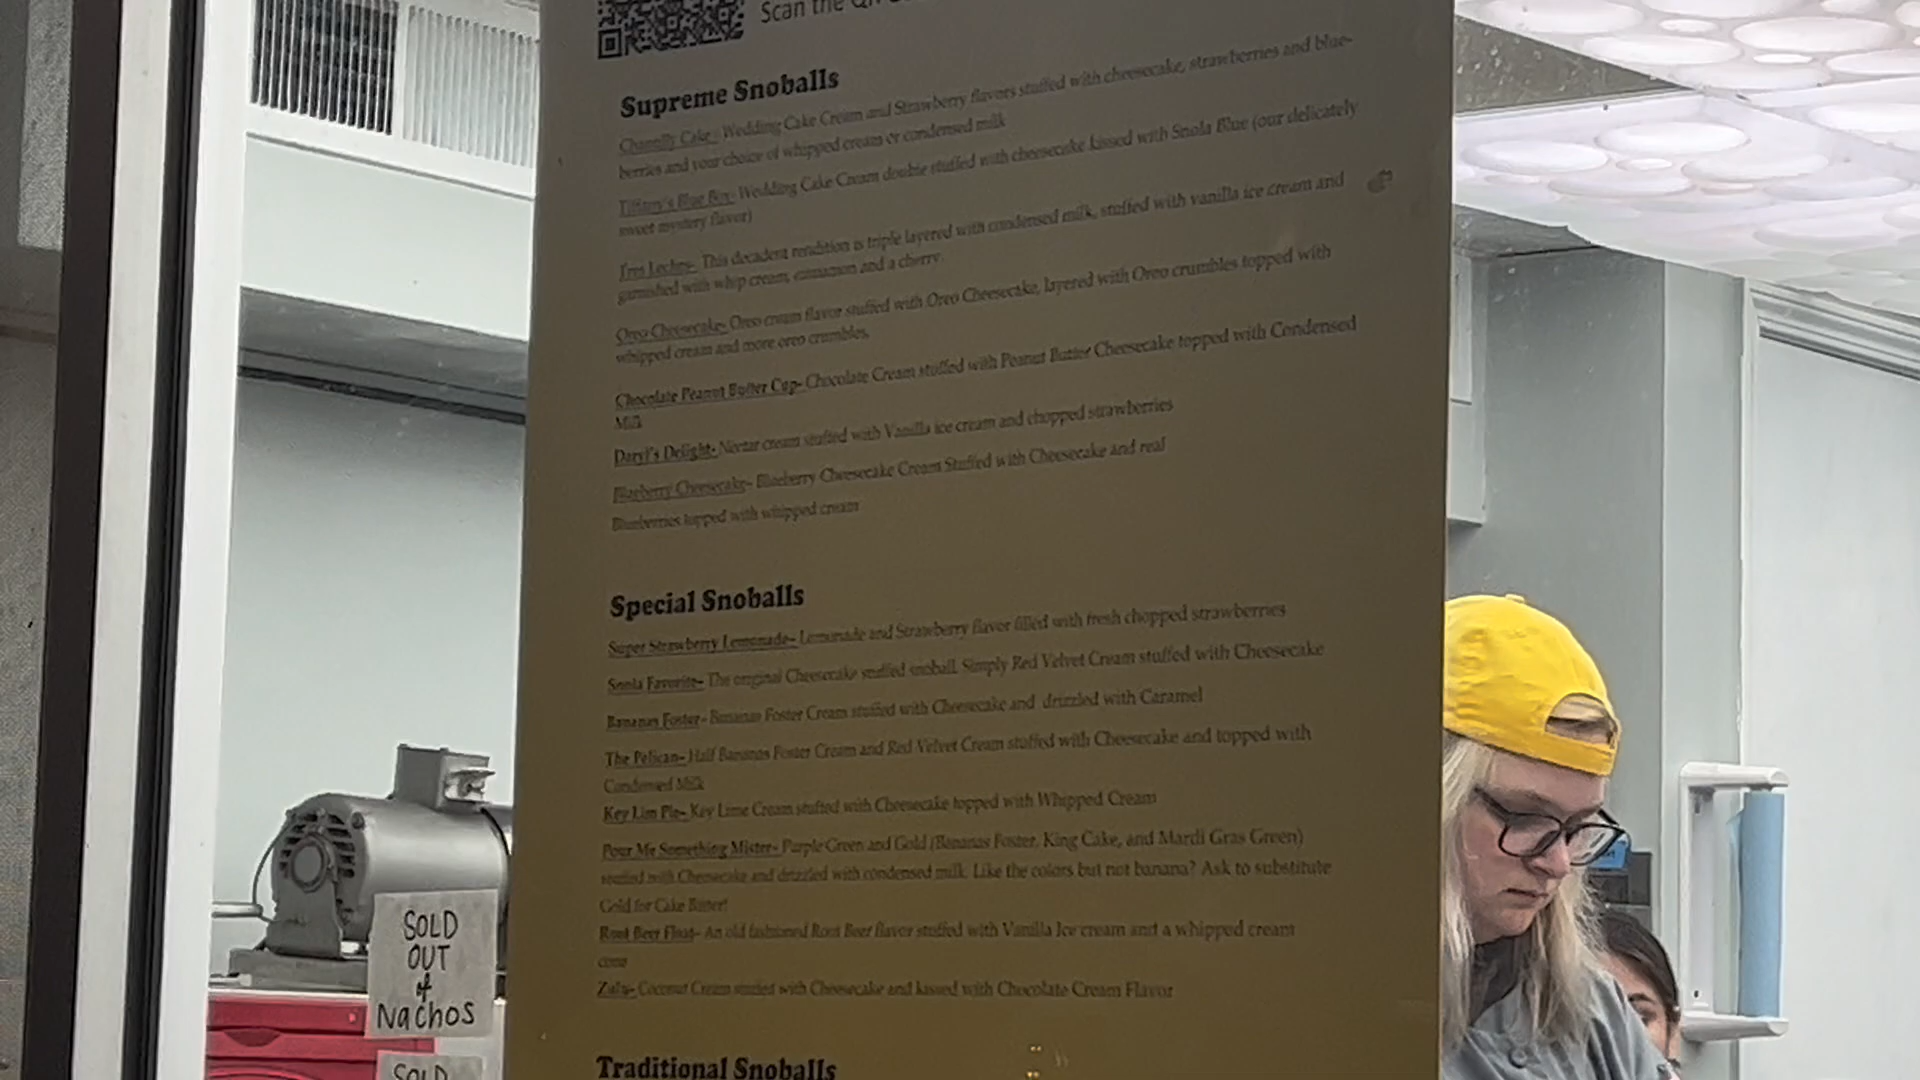 Scan the
Supreme Snoballs
Chantilly Cake- Wedding Cake Cream and Strawberry flavors stuffed with cheesecake, strawberries and blue-
berries and your choice of whipped cream or condensed milk
Tiffany's Blue Boy- Wedding Cake Cream double stuffed with cheesecake kissed with Snola Blue (our delicately
sweet mystery flavor)
Tres Leches- This decadent rendition is triple layered with condensed milk, stuffed with vanilla ice cream and
garnished with whip cream, cinnamon and a cherry.
Oreo Cheesecake- Oreo cream flavor stuffed with Oreo Cheesecake, layered with Oreo crumbles topped with
whipped cream and more oreo crumbles.
Chocolate Peanut Butter Cup- Chocolate Cream stuffed with Peanut Butter Cheesecake topped with Condensed
Milk
Daryl's Delight- Nectar cream stuffed with Vanilla ice cream and chopped strawberries
Blueberry Cheesecake- Blueberry Cheesecake Cream Stuffed with Cheesecake and real
Blueberries topped with whipped cream
Special Snoballs
Super Strawberry Lemonade- Lemonade and Strawberry flavor filled with fresh chopped strawberries
Snola Favorite- The original Cheesecake stuffed snoball. Simply Red Velvet Cream stuffed with Cheesecake
Bananas Foster- Bananas Foster Cream stuffed with Cheesecake and drizzled with Caramel
The Pelican- Half Bananas Foster Cream and Red Velvet Cream stuffed with Cheesecake and topped with
Condensed Milk
Key Lim Pie- Key Lime Cream stuffed with Cheesecake topped with Whipped Cream
Pour Me Something Mister- Purple Green and Gold (Bananas Foster, King Cake, and Mardi Gras Green)
stuffed with Cheesecake and drizzled with condensed milk. Like the colors but not banana? Ask to substitute
Gold for Cake Batter!
Root Beer Float- An old fashioned Root Beer flavor stuffed with Vanilla Ice cream and a whipped cream
Zulu- Coconut Cream stuffed with Cheesecake and kissed with Chocolate Cream Flavor
Traditional Snoballs
SOLD
OUT
of
Nachos
SOLD